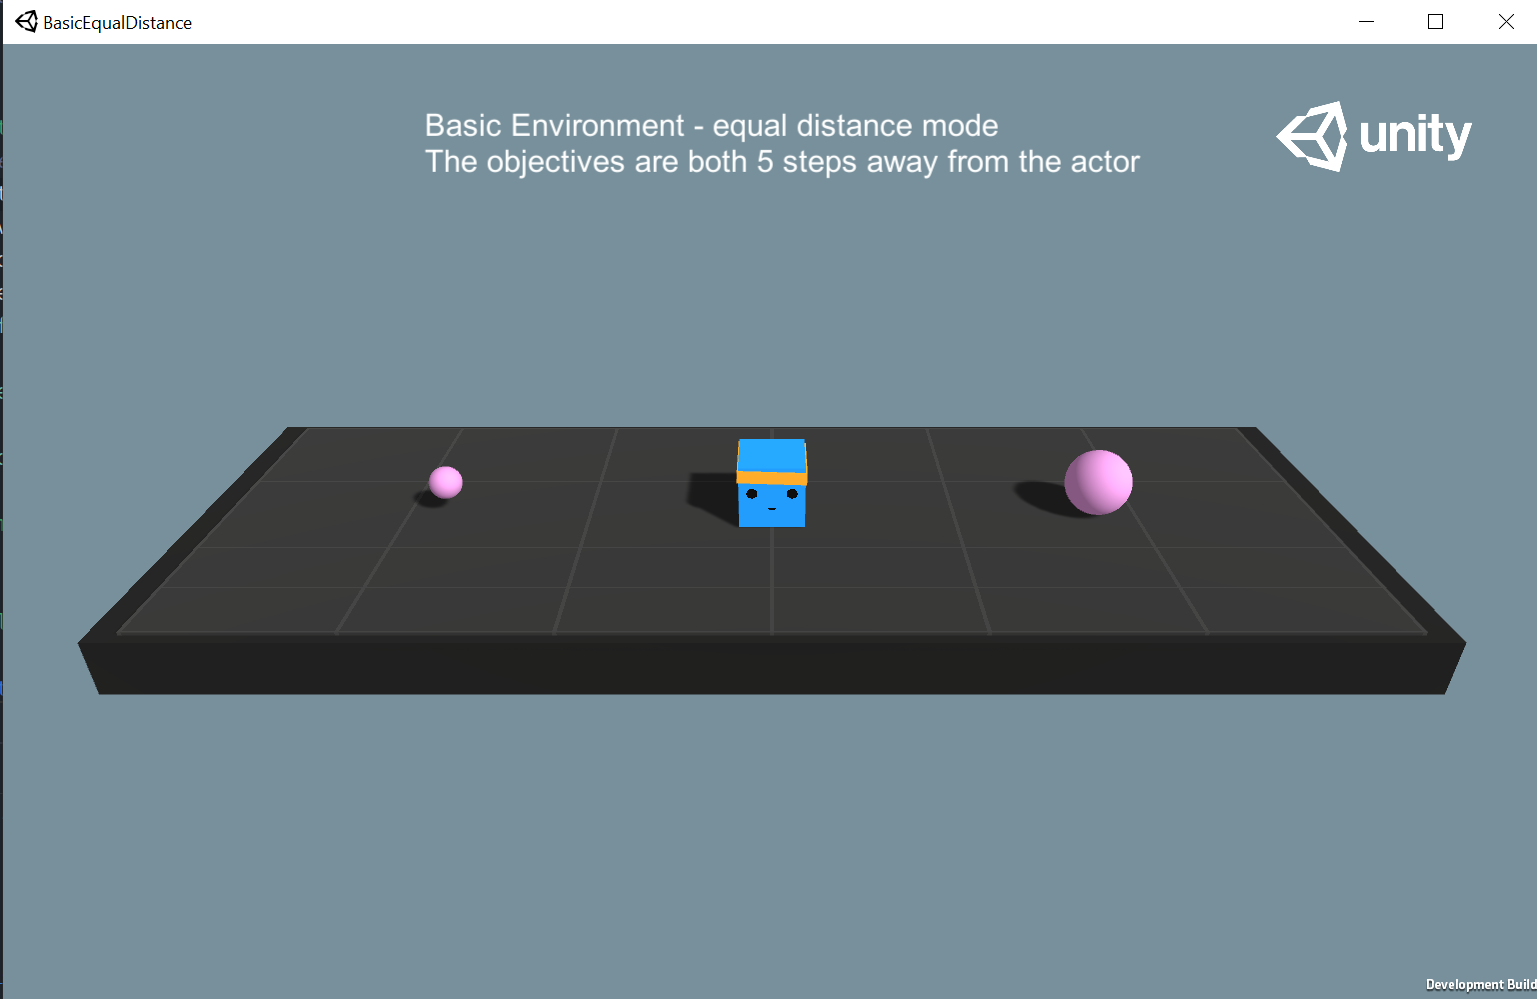 BasicEqualDistance
Basic Environment - equal distance mode
The objectives are both 5 steps away from the actor
unity
Development Build